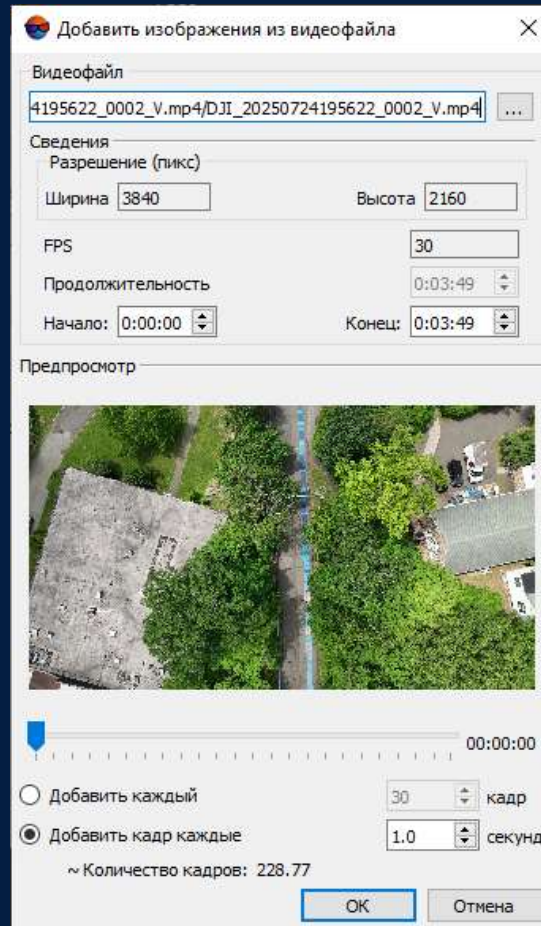 Добавить изображения из видеофайла
Видеофайл
4195622_0002_V.mp4/DJI_20250724195622_0002_V.mp4 ...
Сведения
Разрешение (пикс)
Ширина 3840 Высота 2160
FPS 30
Продолжительность 0:03:49
Начало: 0:00:00 Конец: 0:03:49
Предпросмотр
00:00:00
Добавить каждый 30 кадр
Добавить кадр каждые 1.0 секунд
~ Количество кадров: 228.77
OK Отмена